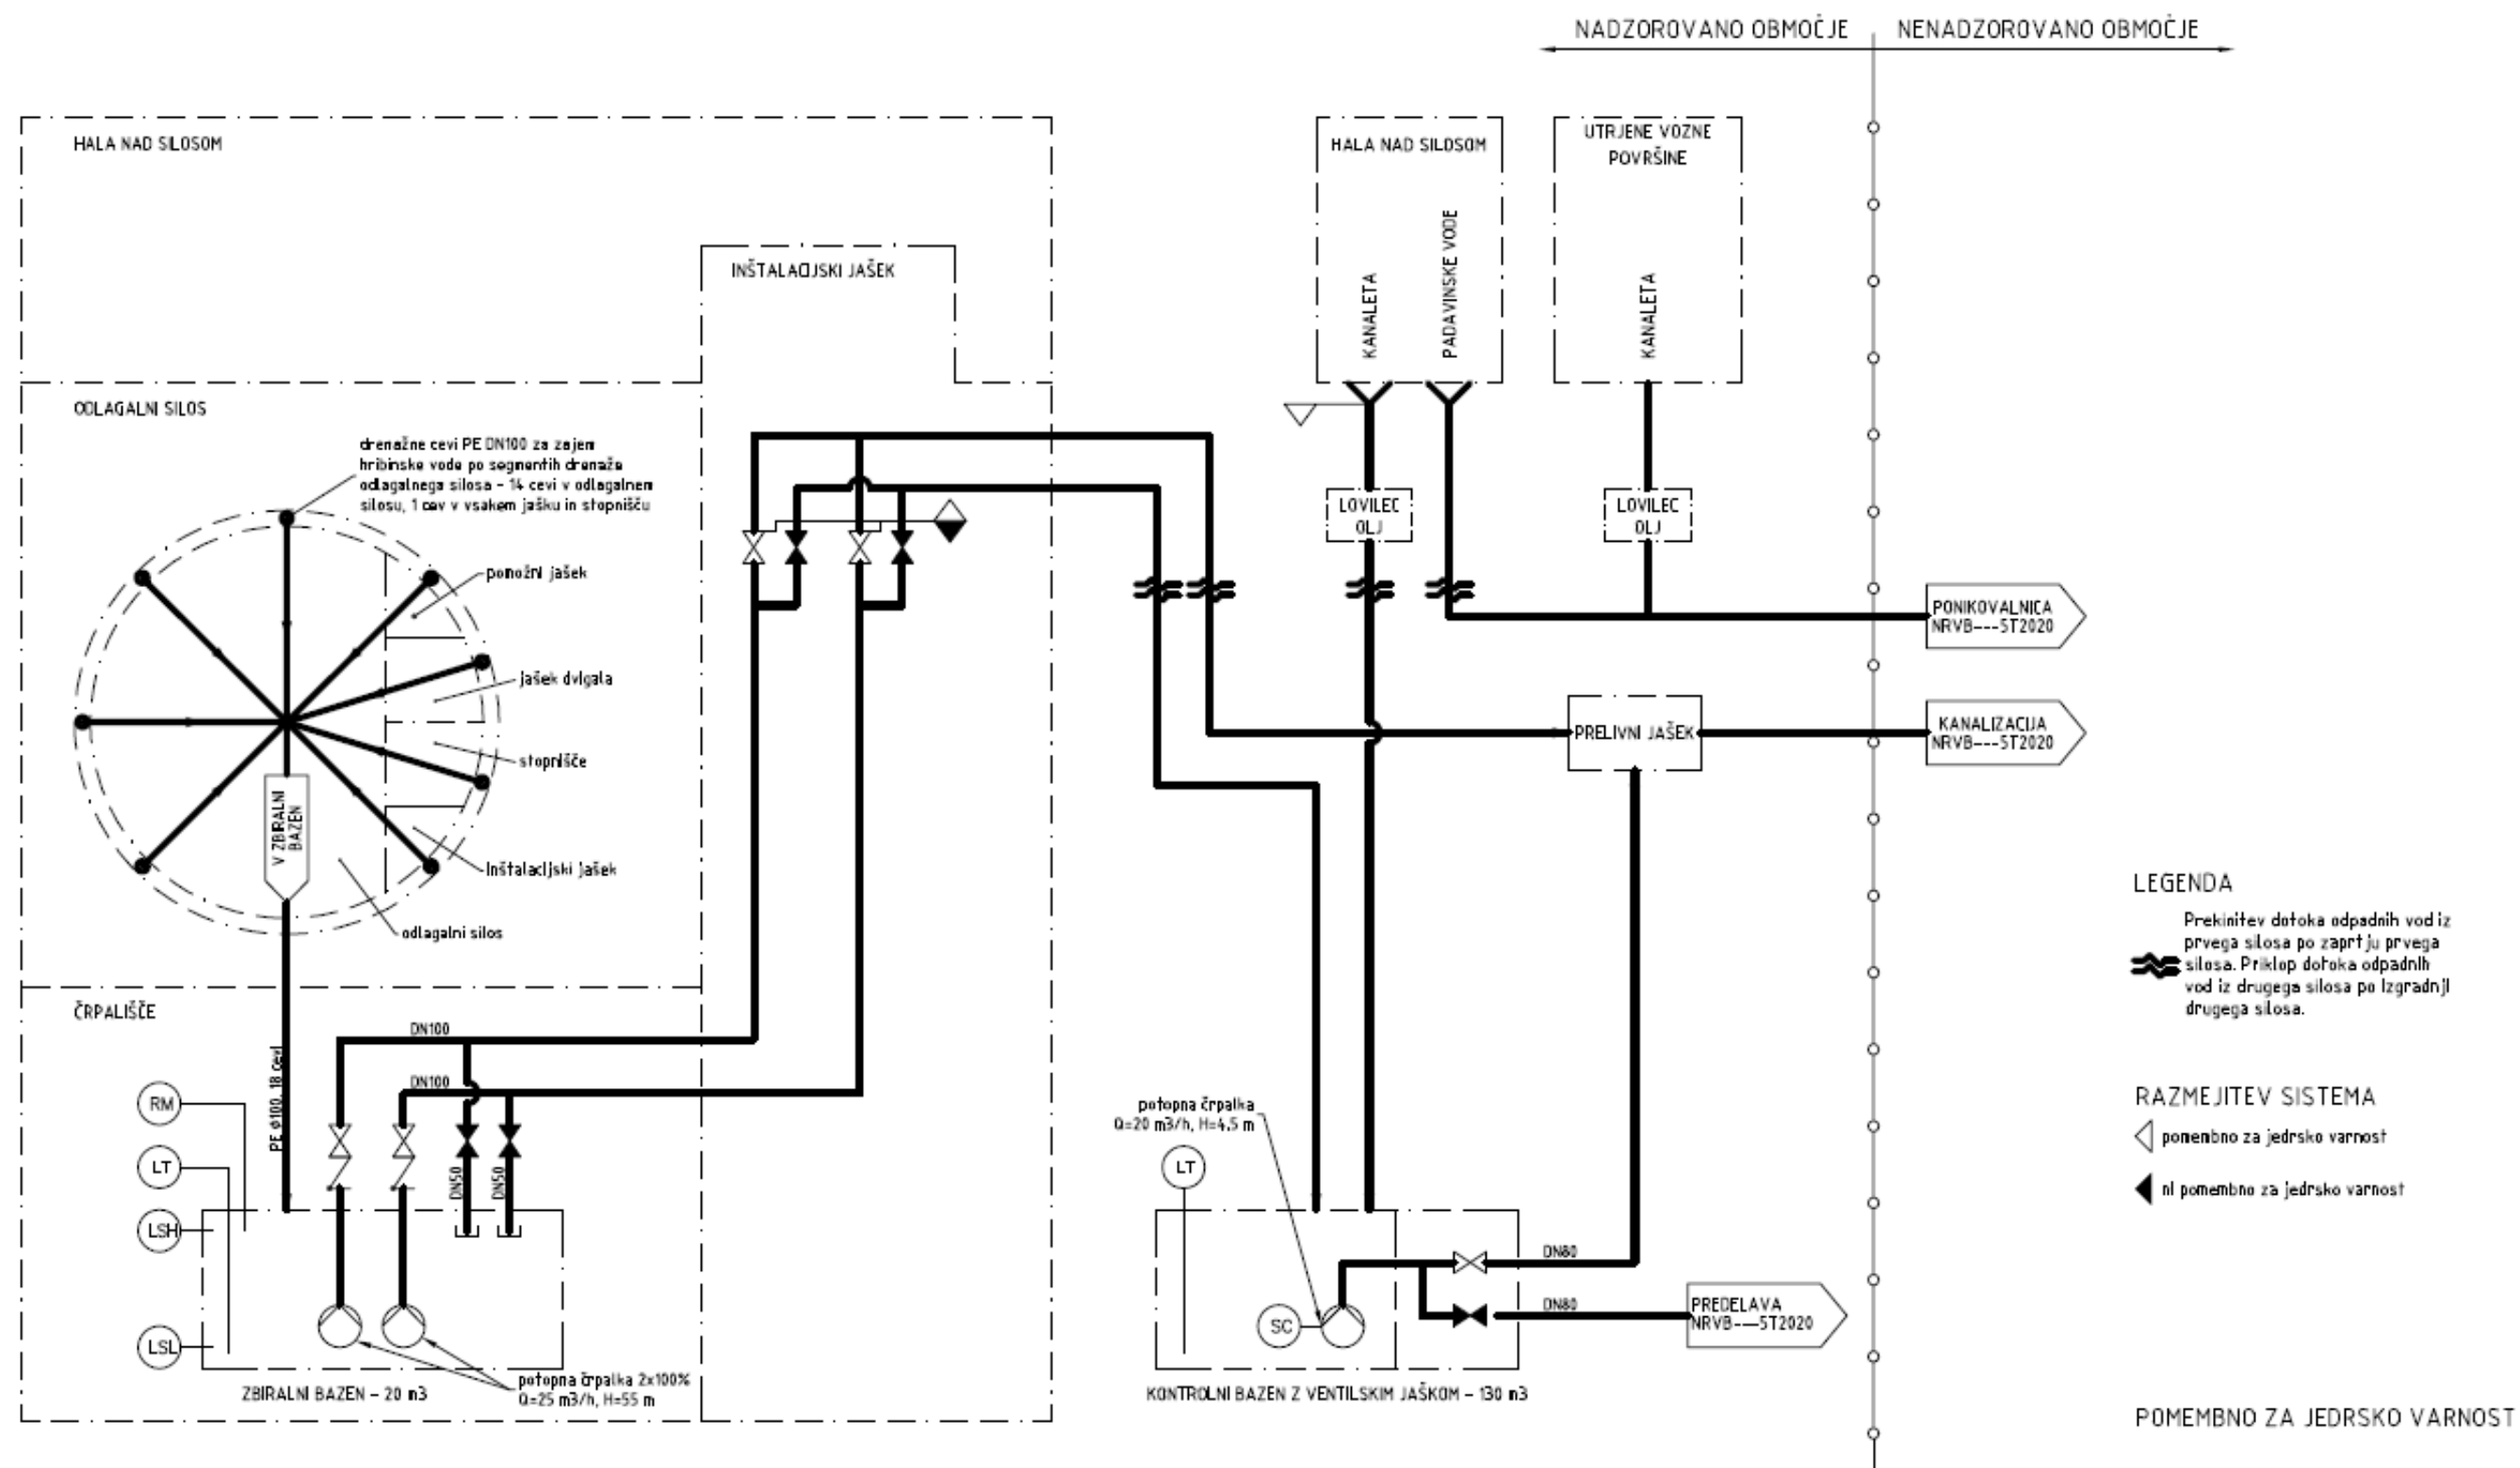 NADZOROVANO OBMOČJE
NENADZOROVANO OBMOČJE
HALA NAD SILOSOM
INŠTALACIJSKI JAŠEK
ODLAGALNI SILOS
drenažne cevi PE DN100 za zajem
hribinske vode po segmentih drenaže
odlagalnega silosa - 14 cevi v odlagalnem
silosu, 1 cev v vsakem jašku in stopnišču
pomožni jašek
jašek dvigala
stopnišče
inštalacijski jašek
odlagalni silos
V ZBIRALNI
BAZEN
ČRPALIŠČE
PE ø100, 18 cevi
DN100
DN100
DN50
DN50
RM
LT
LSH
LSL
ZBIRALNI BAZEN - 20 m3
potopna črpalka 2x100%
Q=25 m3/h, H=55 m
HALA NAD SILOSOM
KANALETA
PADAVINSKE VODE
UTRJENE VOZNE
POVRŠINE
KANALETA
LOVILEC
OLJ
LOVILEC
OLJ
PONIKOVALNICA
NRVB---5T2020
PRELIVNI JAŠEK
KANALIZACIJA
NRVB---5T2020
potopna črpalka
Q=20 m3/h, H=4,5 m
LT
SC
DN80
DN80
PREDELAVA
NRVB---5T2020
KONTROLNI BAZEN Z VENTILSKIM JAŠKOM - 130 m3
LEGENDA
Prekinitev dotoka odpadnih vod iz
prvega silosa po zaprtju prvega
silosa. Priklop dotoka odpadnih
vod iz drugega silosa po izgradnji
drugega silosa.
RAZMEJITEV SISTEMA
pomembno za jedrsko varnost
ni pomembno za jedrsko varnost
POMEMBNO ZA JEDRSKO VARNOST